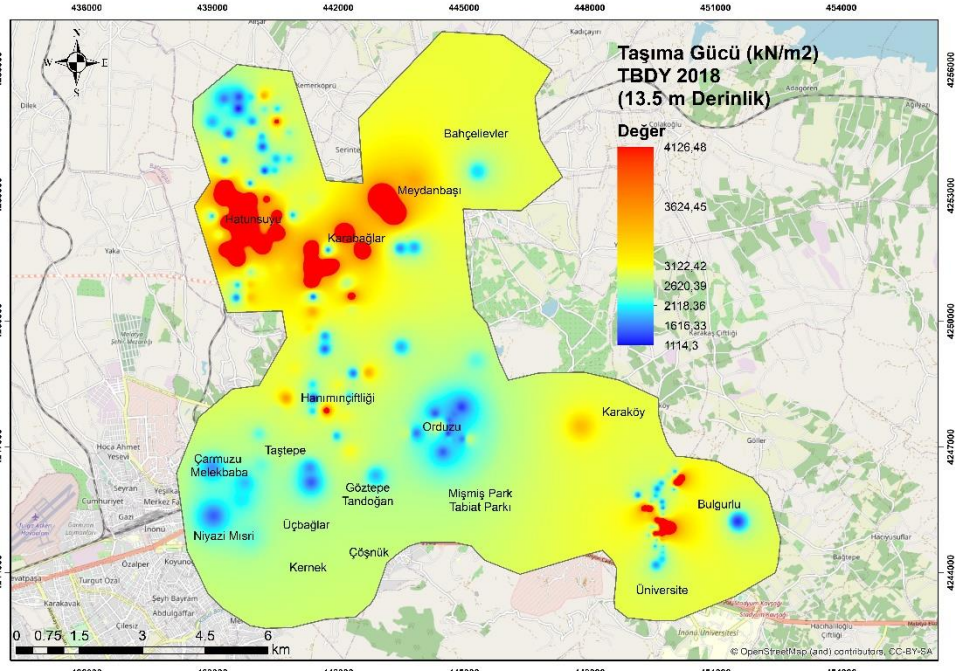 436000 439000 442000 445000 448000 451000 454000
Alişar
Kadıçayırı
N
W E
S
Taşıma Gücü (kN/m2)
TBDY 2018
(13.5 m Derinlik)
Değer
4126,48
3624,45
3122,42
2620,39
2118,36
1616,33
1114,3
4256000
4253000
4250000
4247000
4244000
Dilek
Adagören
Bahçelievler
Meydanbaşı
Hatunsuyu
Karabağlar
Yaka
Hanımınçiftliği
Karaköy
Orduzu
Göller
Hoca Ahmet
Yesevi
Taştepe
Çarmuzu
Melekbaba
Seyran
Cumhuriyet
Gazi
İnönü
Göztepe
Tandoğan
Mişmiş Park
Tabiat Parkı
Bulgurlu
Niyazi Mısri
Üçbağlar
Çöşnük
Kernek
Özalper
Turgut Özal
Şeyh Bayram
Abdulgaffar
Karakavak
Çilesiz
Bağtepe
Üniversite
İnönü Üniversitesi
Hacıhaliloğlu
Çiftliği
0 0.75 1.5 3 4.5 6
km
© OpenStreetMap (and) contributors, CC-BY-SA